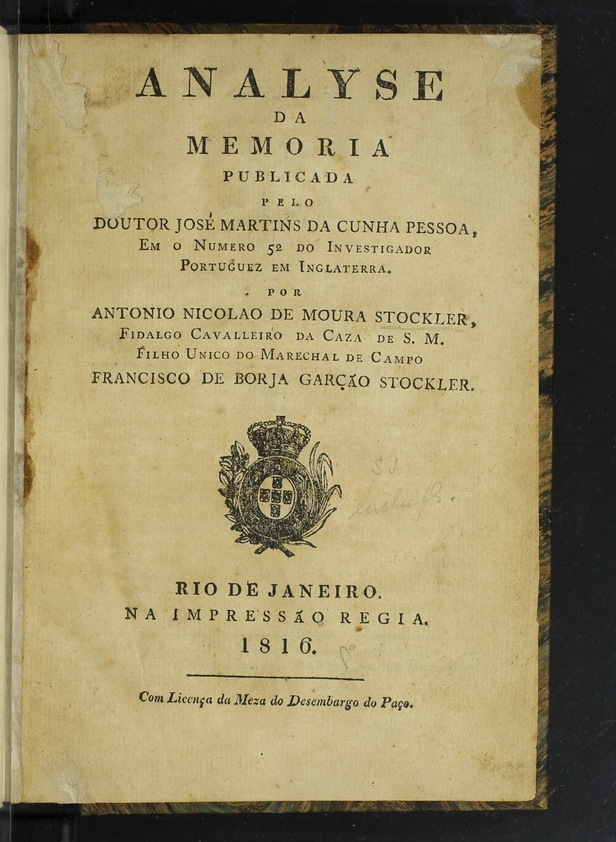 ANALYSE
DA
MEMORIA
PUBLICADA
PELO
DOUTOR JOSÉ MARTINS DA CUNHA PESSOA,
EM O NUMERO 52 DO INVESTIGADOR
PORTUGUEZ EM INGLATERRA.
POR
ANTONIO NICOLAO DE MOURA STOCKLER,
FIDALGO CAVALLEIRO DA CAZA DE S. M.
FILHO UNICO DO MARECHAL DE CAMPO
FRANCISCO DE BORJA GARÇÃO STOCKLER.
RIO DE JANEIRO.
NA IMPRESSÃO REGIA.
1816.
Com Licença da Meza do Desembargo do Paço.